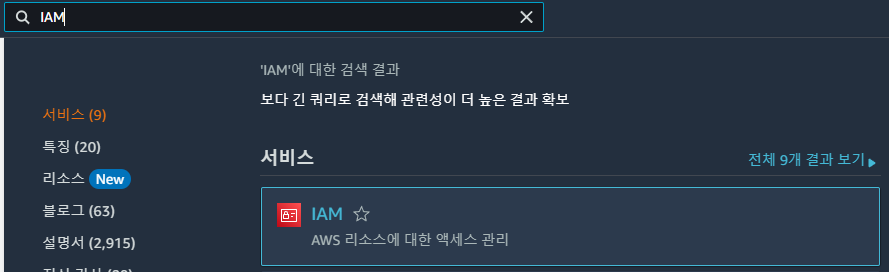 IAM
'IAM'에 대한 검색 결과
보다 긴 쿼리로 검색해 관련성이 더 높은 결과 확보
서비스 (9)
특징 (20)
리소스 New
블로그 (63)
설명서 (2,915)
서비스
전체 9개 결과 보기
IAM
AWS 리소스에 대한 액세스 관리